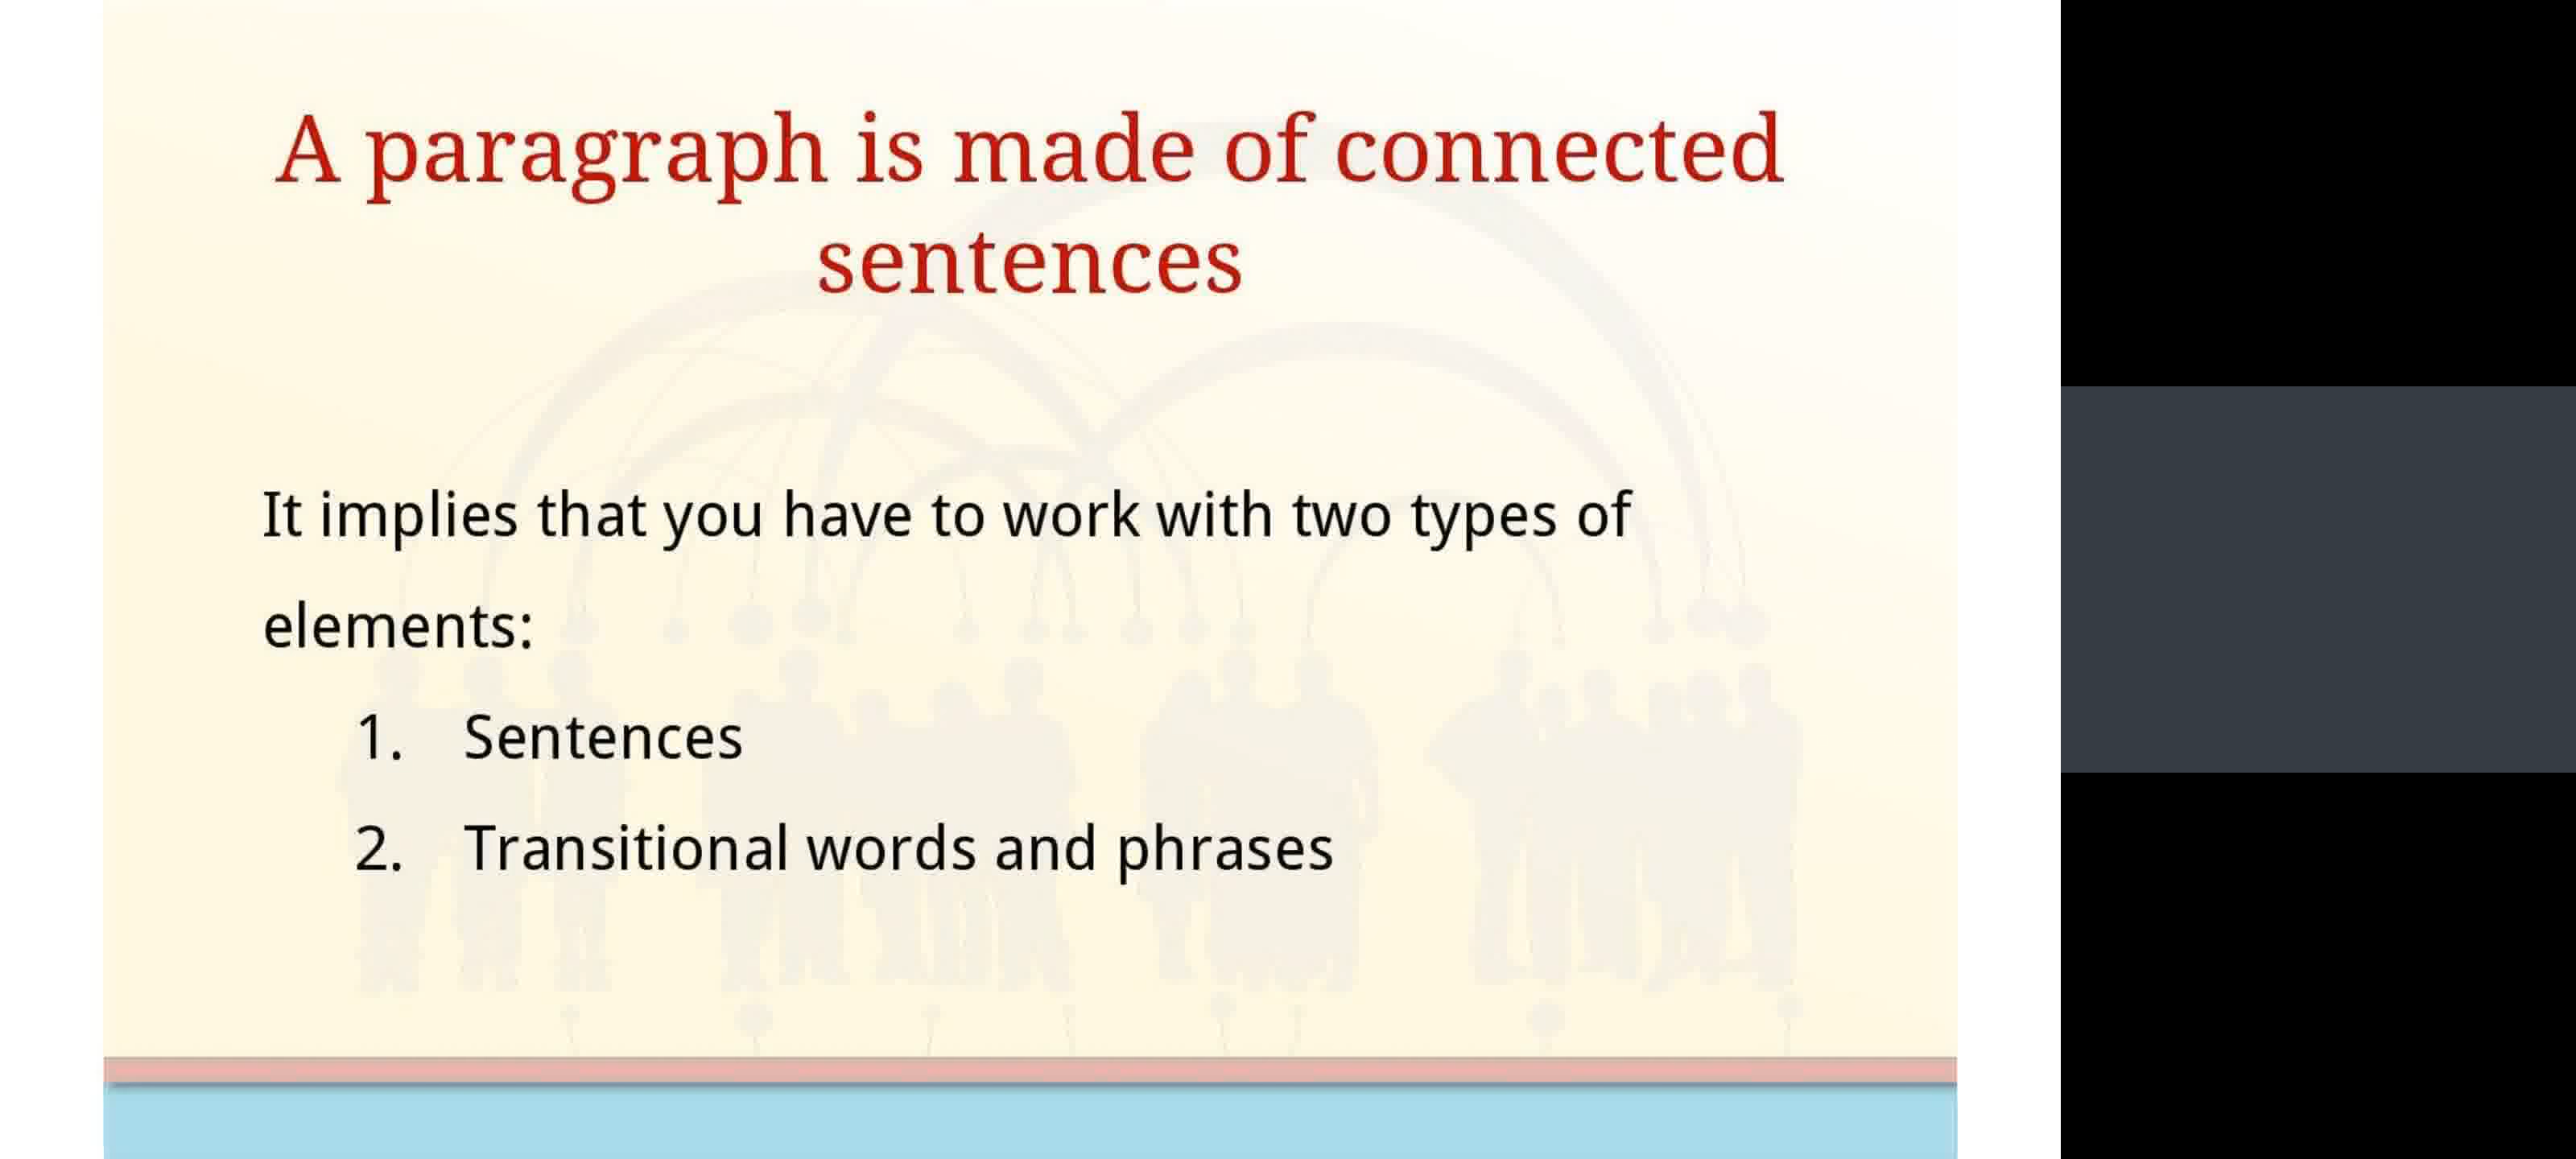 A paragraph is made of connected
sentences
It implies that you have to work with two types of
elements:
1. Sentences
2. Transitional words and phrases